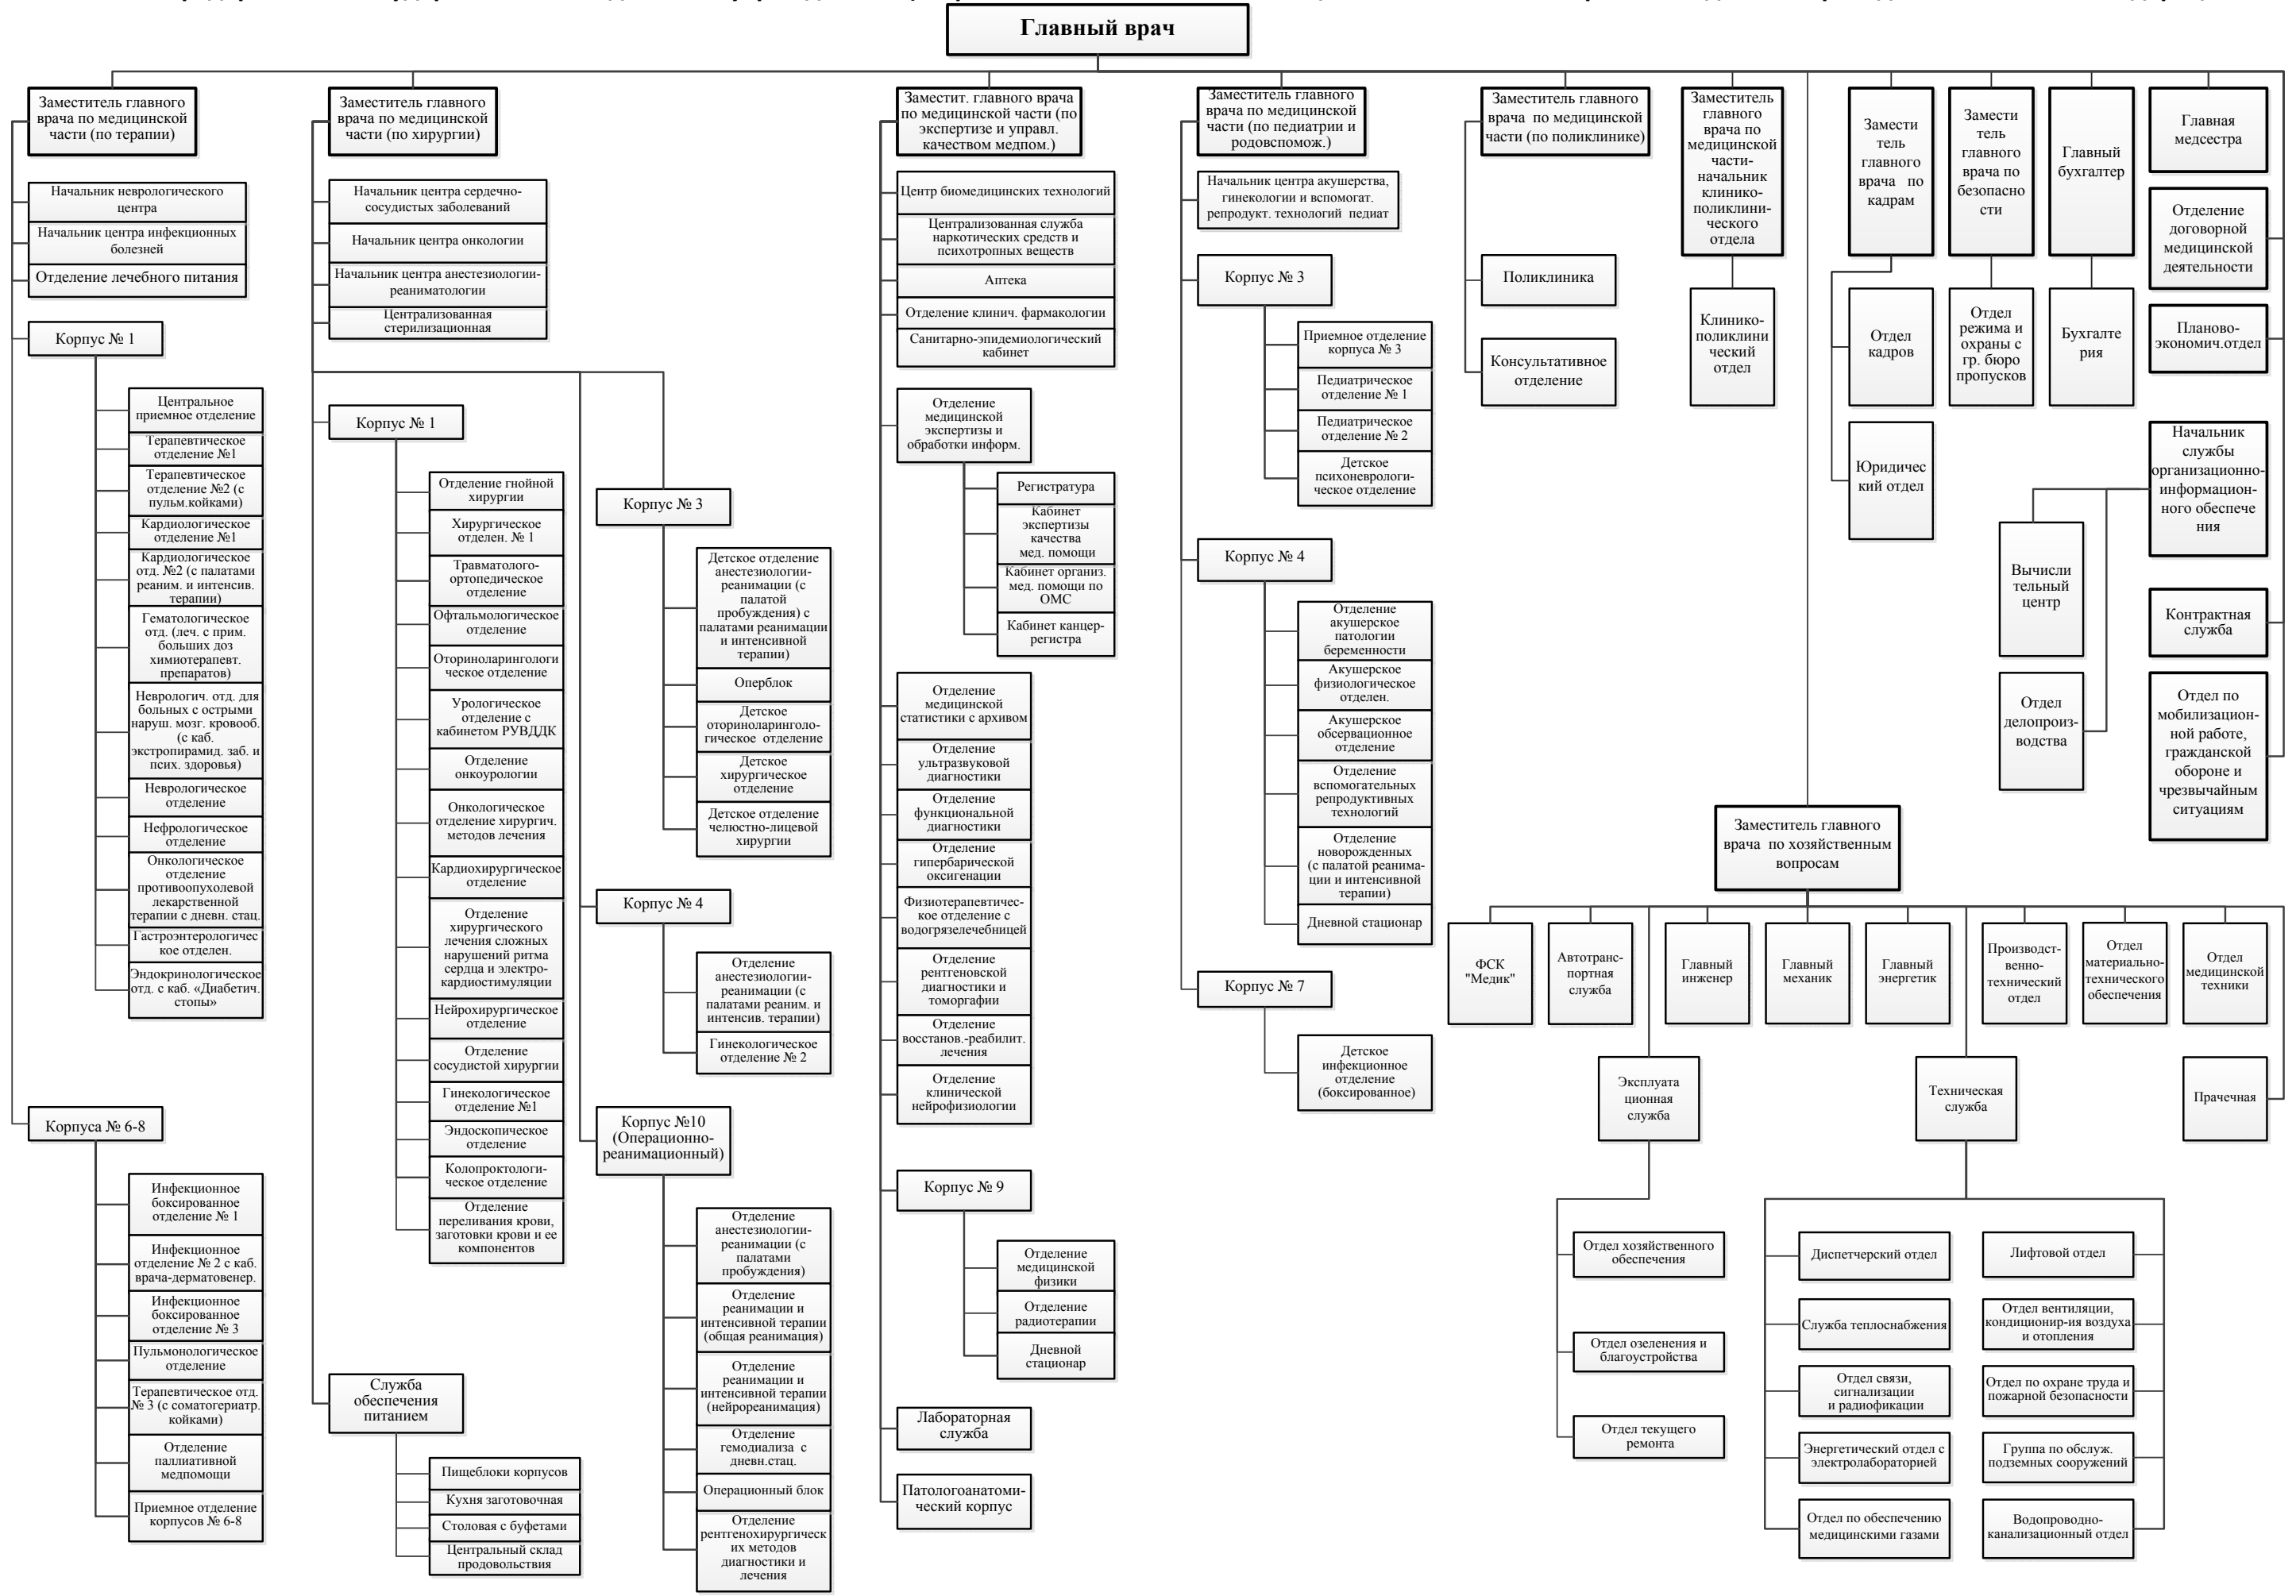 Главный врач
Заместитель главного
врача по медицинской
части (по терапии)
Начальник неврологического
центра
Начальник центра инфекционных
болезней
Отделение лечебного питания
Корпус № 1
Центральное
приемное отделение
Терапевтическое
отделение №1
Терапевтическое
отделение №2 (с
пульм.койками)
Кардиологическое
отделение №1
Кардиологическое
отд. №2 (с палатами
реаним. и интенсив.
терапии)
Гематологическое
отд. (леч. с прим.
больших доз
химиотерапевт.
препаратов)
Неврологич. отд. для
больных с острыми
наруш. мозг. кровооб.
(с каб.
экстропирамид. заб. и
псих. здоровья)
Неврологическое
отделение
Нефрологическое
отделение
Онкологическое
отделение
противоопухолевой
лекарственной
терапии с дневн. стац.
Гастроэнтерологичес
кое отделен.
Эндокринологическое
отд. с каб. «Диабетич.
стопы»
Корпуса № 6-8
Инфекционное
боксированное
отделение № 1
Инфекционное
отделение № 2 с каб.
врача-дерматовенер.
Инфекционное
боксированное
отделение № 3
Пульмонологическое
отделение
Терапевтическое отд.
№ 3 (с соматогериатр.
койками)
Отделение
паллиативной
медпомощи
Приемное отделение
корпусов № 6-8
Заместитель главного
врача по медицинской
части (по хирургии)
Начальник центра сердечно-
сосудистых заболеваний
Начальник центра онкологии
Начальник центра анестезиологии-
реаниматологии
Централизованная
стерилизационная
Корпус № 1
Отделение гнойной
хирургии
Хирургическое
отделен. № 1
Травматолого-
ортопедическое
отделение
Офтальмологическое
отделение
Оториноларингологи
ческое отделение
Урологическое
отделение с
кабинетом РУВДДК
Отделение
онкоурологии
Онкологическое
отделение хирургич.
методов лечения
Кардиохирургическое
отделение
Отделение
хирургического
лечения сложных
нарушений ритма
сердца и электро-
кардиостимуляции
Нейрохирургическое
отделение
Отделение
сосудистой хирургии
Гинекологическое
отделение №1
Эндоскопическое
отделение
Колопроктологи-
ческое отделение
Отделение
переливания крови,
заготовки крови и ее
компонентов
Служба
обеспечения
питанием
Пищеблоки корпусов
Кухня заготовочная
Столовая с буфетами
Центральный склад
продовольствия
Корпус № 3
Детское отделение
анестезиологии-
реанимации (с
палатой
пробуждения) с
палатами реанимации
и интенсивной
терапии)
Оперблок
Детское
оториноларинголо-
гическое отделение
Детское
хирургическое
отделение
Детское отделение
челюстно-лицевой
хирургии
Корпус № 4
Отделение
анестезиологии-
реанимации (с
палатами реаним. и
интенсив. терапии)
Гинекологическое
отделение № 2
Корпус №10
(Операционно-
реанимационный)
Отделение
анестезиологии-
реанимации (с
палатами
пробуждения)
Отделение
реанимации и
интенсивной терапии
(общая реанимация)
Отделение
реанимации и
интенсивной терапии
(нейрореанимация)
Отделение
гемодиализа с
дневн.стац.
Операционный блок
Отделение
рентгенохирургическ
их методов
диагностики и
лечения
Заместит. главного врача
по медицинской части (по
экспертизе и управл.
качеством медпом.)
Центр биомедицинских технологий
Централизованная служба
наркотических средств и
психотропных веществ
Аптека
Отделение клинич. фармакологии
Санитарно-эпидемиологический
кабинет
Отделение
медицинской
экспертизы и
обработки информ.
Регистратура
Кабинет
экспертизы
качества
мед. помощи
Кабинет организ.
мед. помощи по
ОМС
Кабинет канцер-
регистра
Отделение
медицинской
статистики с архивом
Отделение
ультразвуковой
диагностики
Отделение
функциональной
диагностики
Отделение
гипербарической
оксигенации
Физиотерапевтичес-
кое отделение с
водогрязелечебницей
Отделение
рентгеновской
диагностики и
томоргафии
Отделение
восстанов.-реабилит.
лечения
Отделение
клинической
нейрофизиологии
Корпус № 9
Отделение
медицинской
физики
Отделение
радиотерапии
Дневной
стационар
Лабораторная
служба
Патологоанатоми-
ческий корпус
Заместитель главного
врача по медицинской
части (по педиатрии и
родовспомож.)
Начальник центра акушерства,
гинекологии и вспомогат.
репродукт. технологий педиат
Корпус № 3
Приемное отделение
корпуса № 3
Педиатрическое
отделение № 1
Педиатрическое
отделение № 2
Детское
психоневрологи-
ческое отделение
Корпус № 4
Отделение
акушерское
патологии
беременности
Акушерское
физиологическое
отделен.
Акушерское
обсервационное
отделение
Отделение
вспомогательных
репродуктивных
технологий
Отделение
новорожденных
(с палатой реанима-
ции и интенсивной
терапии)
Дневной стационар
Корпус № 7
Детское
инфекционное
отделение
(боксированное)
Заместитель главного
врача по медицинской
части (по поликлинике)
Поликлиника
Консультативное
отделение
Заместитель
главного
врача по
медицинской
части-
начальник
клинико-
поликлини-
ческого
отдела
Клинико-
поликлини
ческий
отдел
Замести
тель
главного
врача по
кадрам
Отдел
кадров
Юридичес
кий отдел
Замести
тель
главного
врача по
безопасно
сти
Отдел
режима и
охраны с
гр. бюро
пропусков
Главный
бухгалтер
Бухгалте
рия
Главная
медсестра
Отделение
договорной
медицинской
деятельности
Планово-
экономич.отдел
Начальник
службы
организационно-
информацион-
ного обеспече
ния
Вычисли
тельный
центр
Отдел
делопроиз-
водства
Контрактная
служба
Отдел по
мобилизацион-
ной работе,
гражданской
обороне и
чрезвычайным
ситуациям
Заместитель главного
врача по хозяйственным
вопросам
ФСК
"Медик"
Автотранс-
портная
служба
Главный
инженер
Главный
механик
Главный
энергетик
Производст-
венно-
технический
отдел
Отдел
материально-
технического
обеспечения
Отдел
медицинской
техники
Эксплуата
ционная
служба
Техническая
служба
Прачечная
Отдел хозяйственного
обеспечения
Отдел озеленения и
благоустройства
Отдел текущего
ремонта
Диспетчерский отдел
Служба теплоснабжения
Отдел связи,
сигнализации
и радиофикации
Энергетический отдел с
электролабораторией
Отдел по обеспечению
медицинскими газами
Лифтовой отдел
Отдел вентиляции,
кондиционир-ия воздуха
и отопления
Отдел по охране труда и
пожарной безопасности
Группа по обслуж.
подземных сооружений
Водопроводно-
канализационный отдел